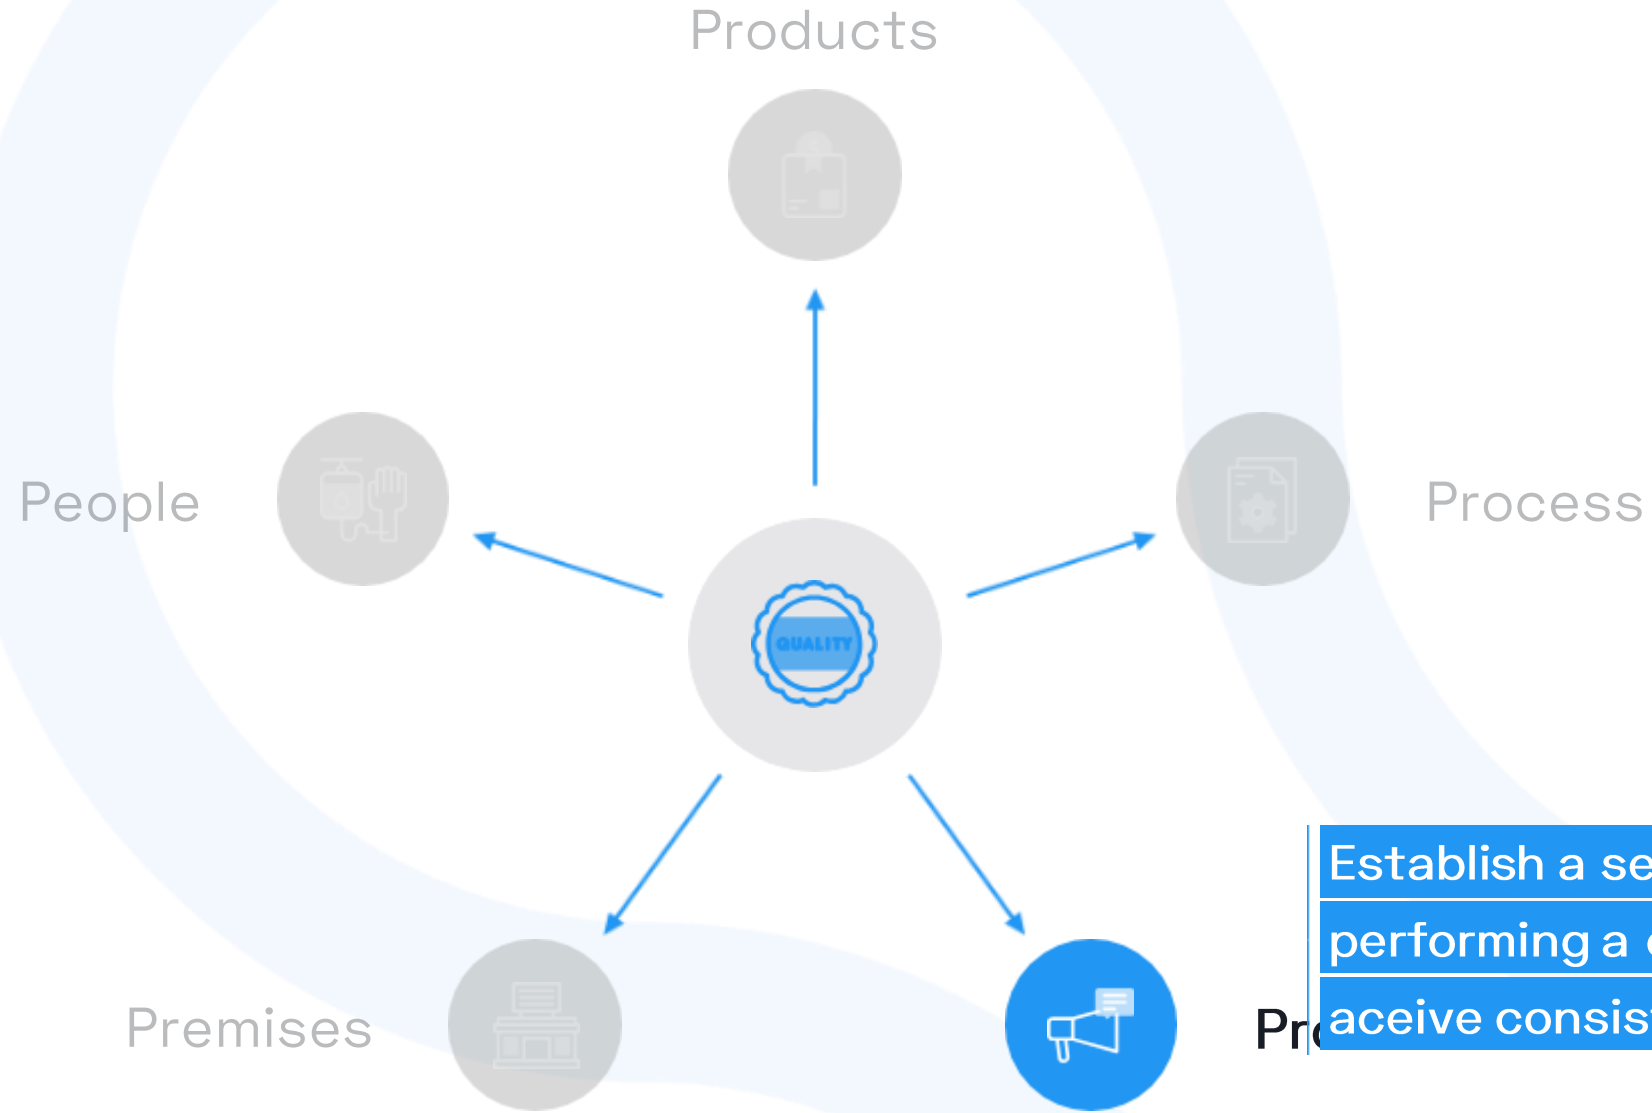 Products
People
Process
QUALITY
Establish a se
performing a
aceive consis
Premises
Pr